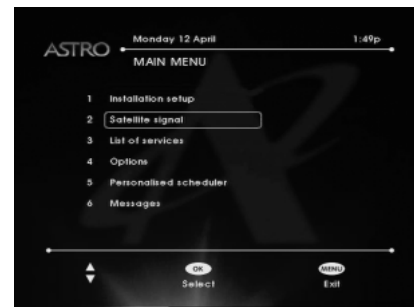 ASTRO
Monday 12 April 1:49p
MAIN MENU
1 Installation setup
2 Satellite signal
3 List of services
4 Options
5 Personalised scheduler
6 Messages
OK MENU
Select Exit